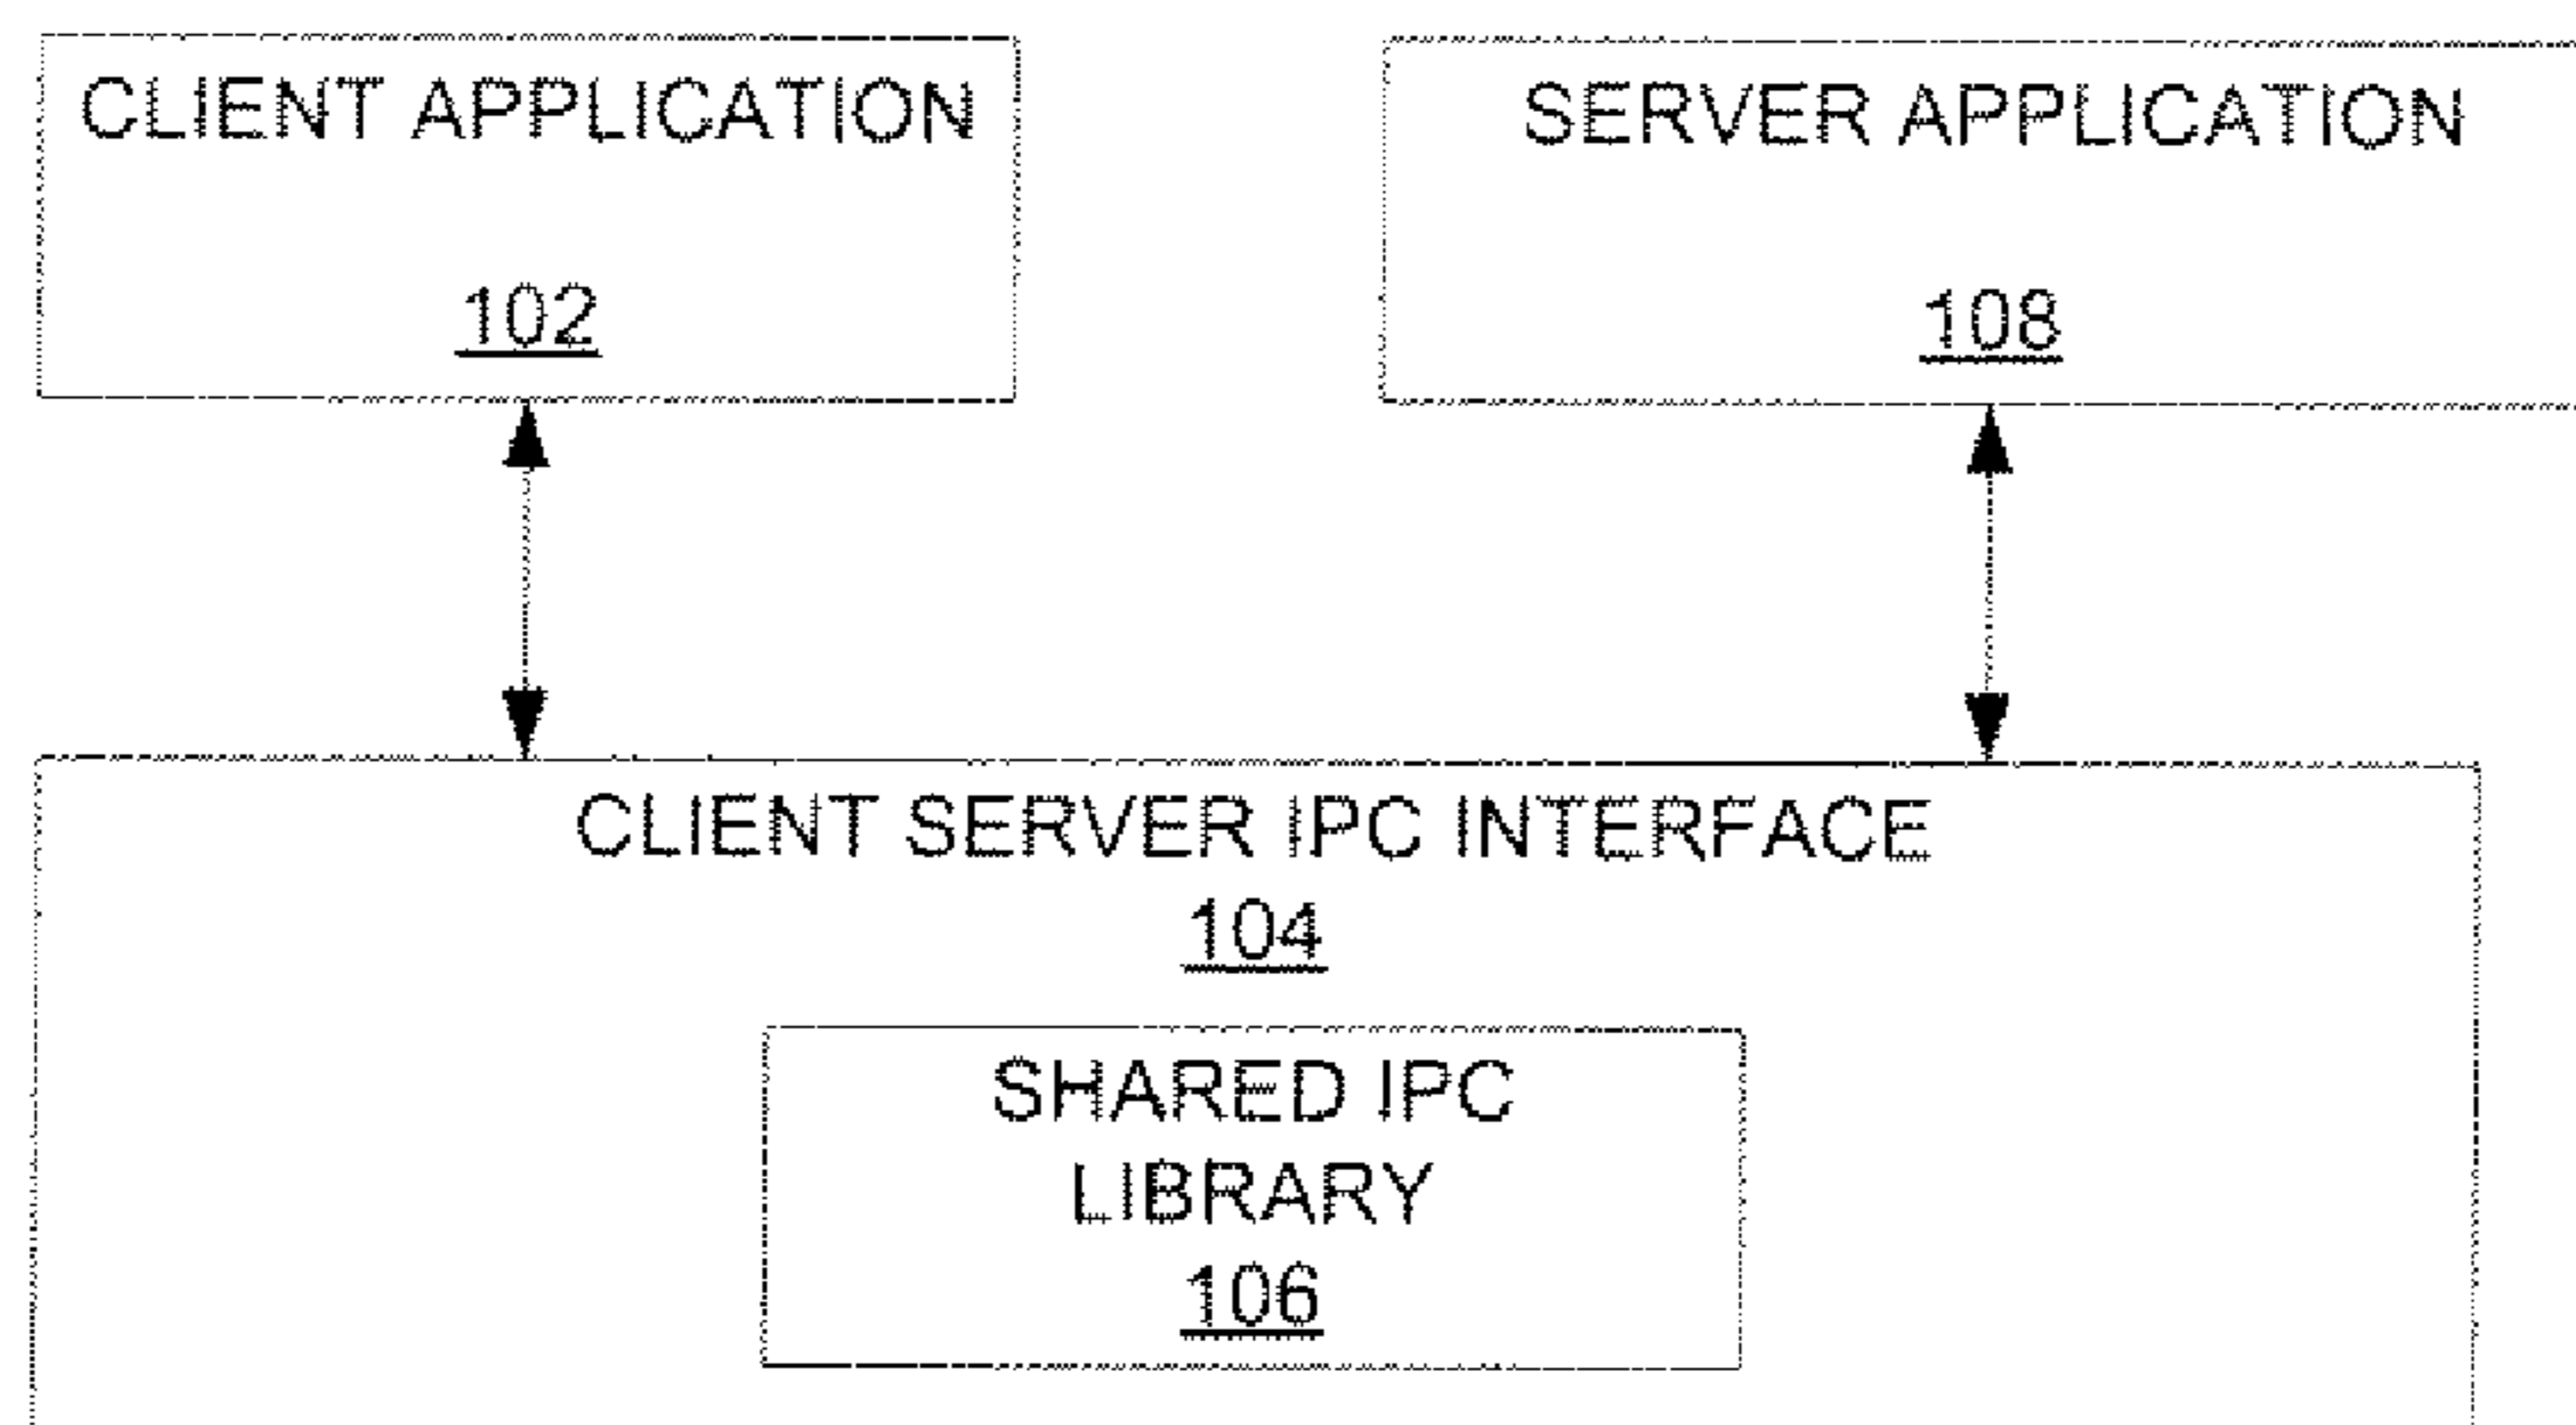 CLIENT APPLICATION
102
SERVER APPLICATION
108
CLIENT SERVER IPC INTERFACE
104
SHARED IPC
LIBRARY
106